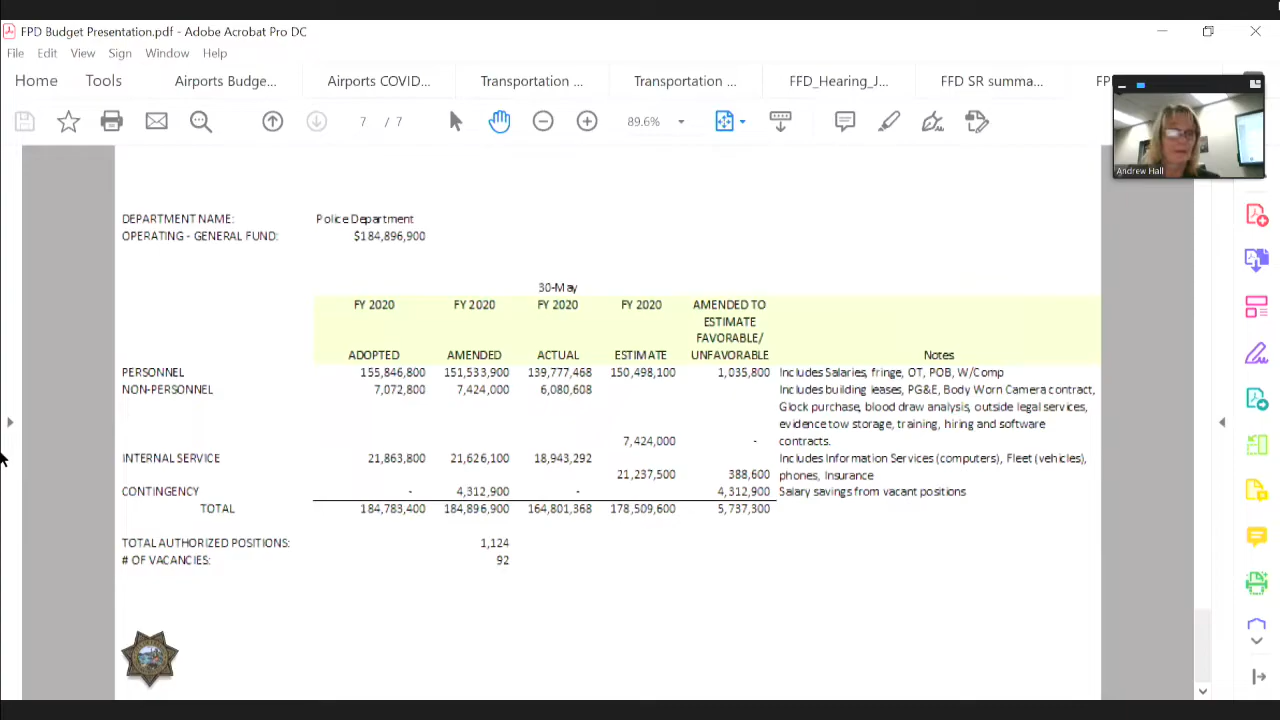 FPD Budget Presentation.pdf - Adobe Acrobat Pro DC
File Edit View Sign Window Help
Home Tools Airports Budge... Airports COVID... Transportation ... Transportation ... FFD_Hearing_J... FFD SR summa...
7 / 7 89.6%
Andrew Hall
DEPARTMENT NAME: Police Department
OPERATING - GENERAL FUND: $184,896,900
30-May
FY 2020 FY 2020 FY 2020 FY 2020 AMENDED TO
ESTIMATE
FAVORABLE/
ADOPTED AMENDED ACTUAL ESTIMATE UNFAVORABLE Notes
PERSONNEL 155,846,800 151,533,900 139,777,468 150,498,100 1,035,800 Includes Salaries, fringe, OT, POB, W/Comp
NON-PERSONNEL 7,072,800 7,424,000 6,080,608 Includes building leases, PG&E, Body Worn Camera contract,
Glock purchase, blood draw analysis, outside legal services,
evidence tow storage, training, hiring and software
7,424,000 - contracts.
INTERNAL SERVICE 21,863,800 21,626,100 18,943,292 Includes Information Services (computers), Fleet (vehicles),
21,237,500 388,600 phones, Insurance
CONTINGENCY - 4,312,900 - 4,312,900 Salary savings from vacant positions
TOTAL 184,783,400 184,896,900 164,801,368 178,509,600 5,737,300
TOTAL AUTHORIZED POSITIONS: 1,124
# OF VACANCIES: 92